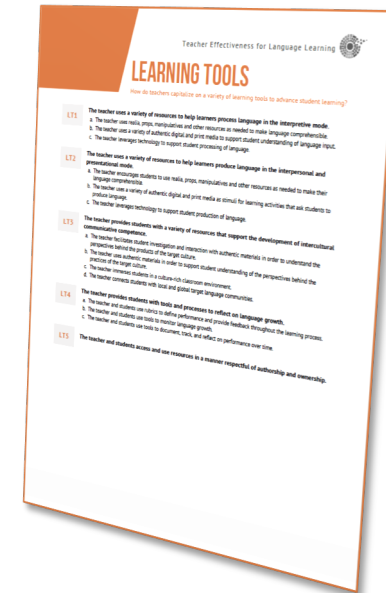 Teacher Effectiveness for Language Learning
LEARNING TOOLS
How do teachers capitalize on a variety of learning tools to advance student learning?
LT1
The teacher uses a variety of resources to help learners process language in the interpretive mode.
a. The teacher uses realia, props, manipulatives and other resources as needed to make language comprehensible.
b. The teacher uses a variety of authentic digital and print media to support student understanding of language input.
c. The teacher leverages technology to support student processing of language.
LT2
The teacher uses a variety of resources to help learners produce language in the interpersonal and
presentational mode.
a. The teacher encourages students to use realia, props, manipulatives and other resources as needed to make their
language comprehensible.
b. The teacher uses a variety of authentic digital and print media as stimuli for learning activities that ask students to
produce language.
c. The teacher leverages technology to support student production of language.
LT3
The teacher provides students with a variety of resources that support the development of intercultural
communicative competence.
a. The teacher facilitates student investigation and interaction with authentic materials in order to understand the
perspectives behind the products of the target culture.
b. The teacher uses authentic materials in order to support student understanding of the perspectives behind the
practices of the target culture.
c. The teacher immerses students in a culture-rich classroom environment.
d. The teacher connects students with local and global target language communities.
LT4
The teacher provides students with tools and processes to reflect on language growth.
a. The teacher and students use rubrics to define performance and provide feedback throughout the learning process.
b. The teacher and students use tools to monitor language growth.
c. The teacher and students use tools to document, track, and reflect on performance over time.
LT5
The teacher and students access and use resources in a manner respectful of authorship and ownership.